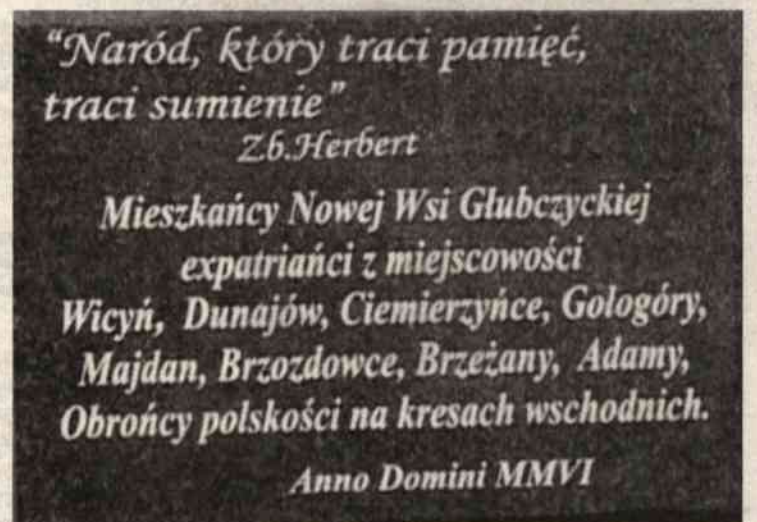 “Naród, który traci pamięć,
traci sumienie”
Zb.Herbert
Mieszkańcy Nowej Wsi Głubczyckiej
expatriańci z miejscowości
Wicyń, Dunajów, Ciemierzyńce, Gologóry,
Majdan, Brzozdowce, Brzeżany, Adamy,
Obrońcy polskości na kresach wschodnich.
Anno Domini MMVI